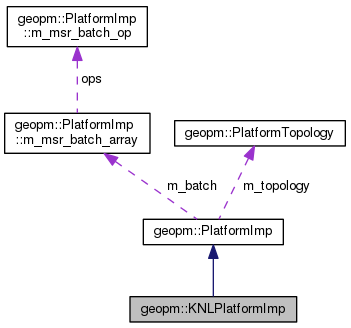 geopm::PlatformImp
::m_msr_batch_op
ops
geopm::PlatformImp
::m_msr_batch_array
geopm::PlatformTopology
m_batch
m_topology
geopm::PlatformImp
geopm::KNLPlatformImp